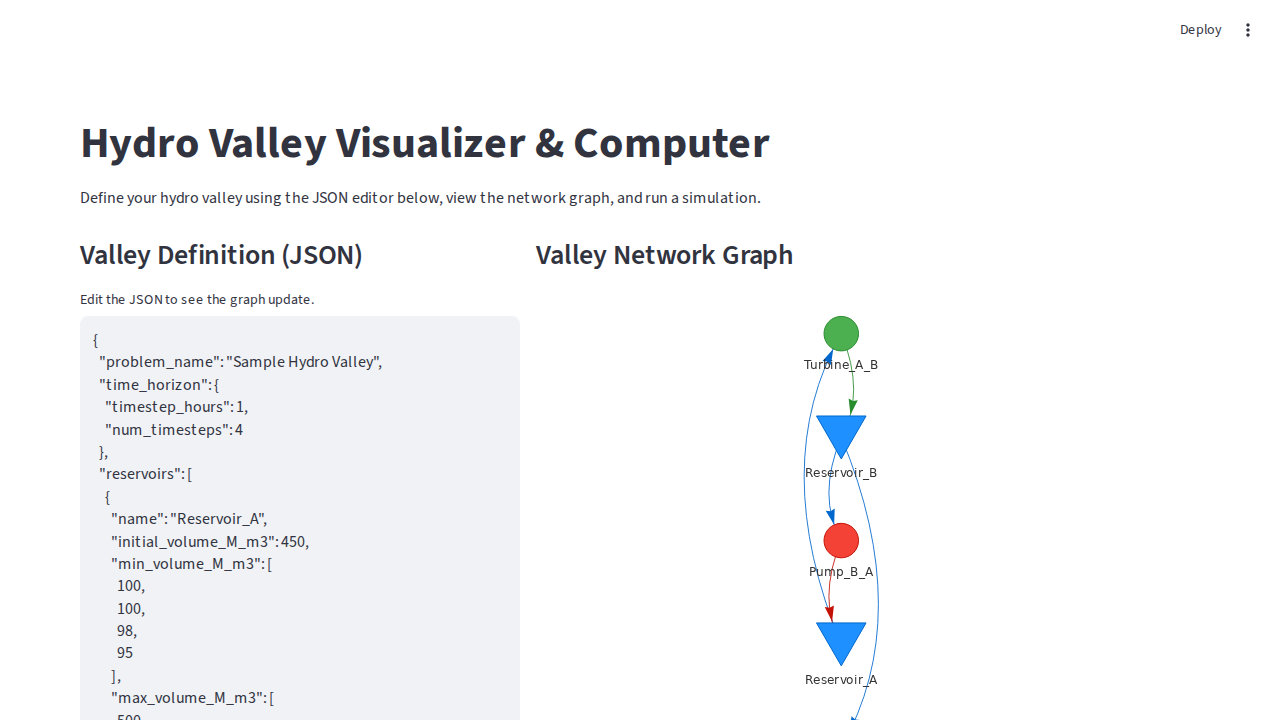 Deploy
Hydro Valley Visualizer & Computer
Define your hydro valley using the JSON editor below, view the network graph, and run a simulation.
Valley Definition (JSON)
Valley Network Graph
Edit the JSON to see the graph update.
{
"problem_name": "Sample Hydro Valley",
"time_horizon": {
"timestep_hours": 1,
"num_timesteps": 4
},
"reservoirs": [
{
"name": "Reservoir_A",
"initial_volume_M_m3": 450,
"min_volume_M_m3": [
100,
100,
98,
95
],
"max_volume_M_m3": [
500,
Turbine_A_B
Reservoir_B
Pump_B_A
Reservoir_A